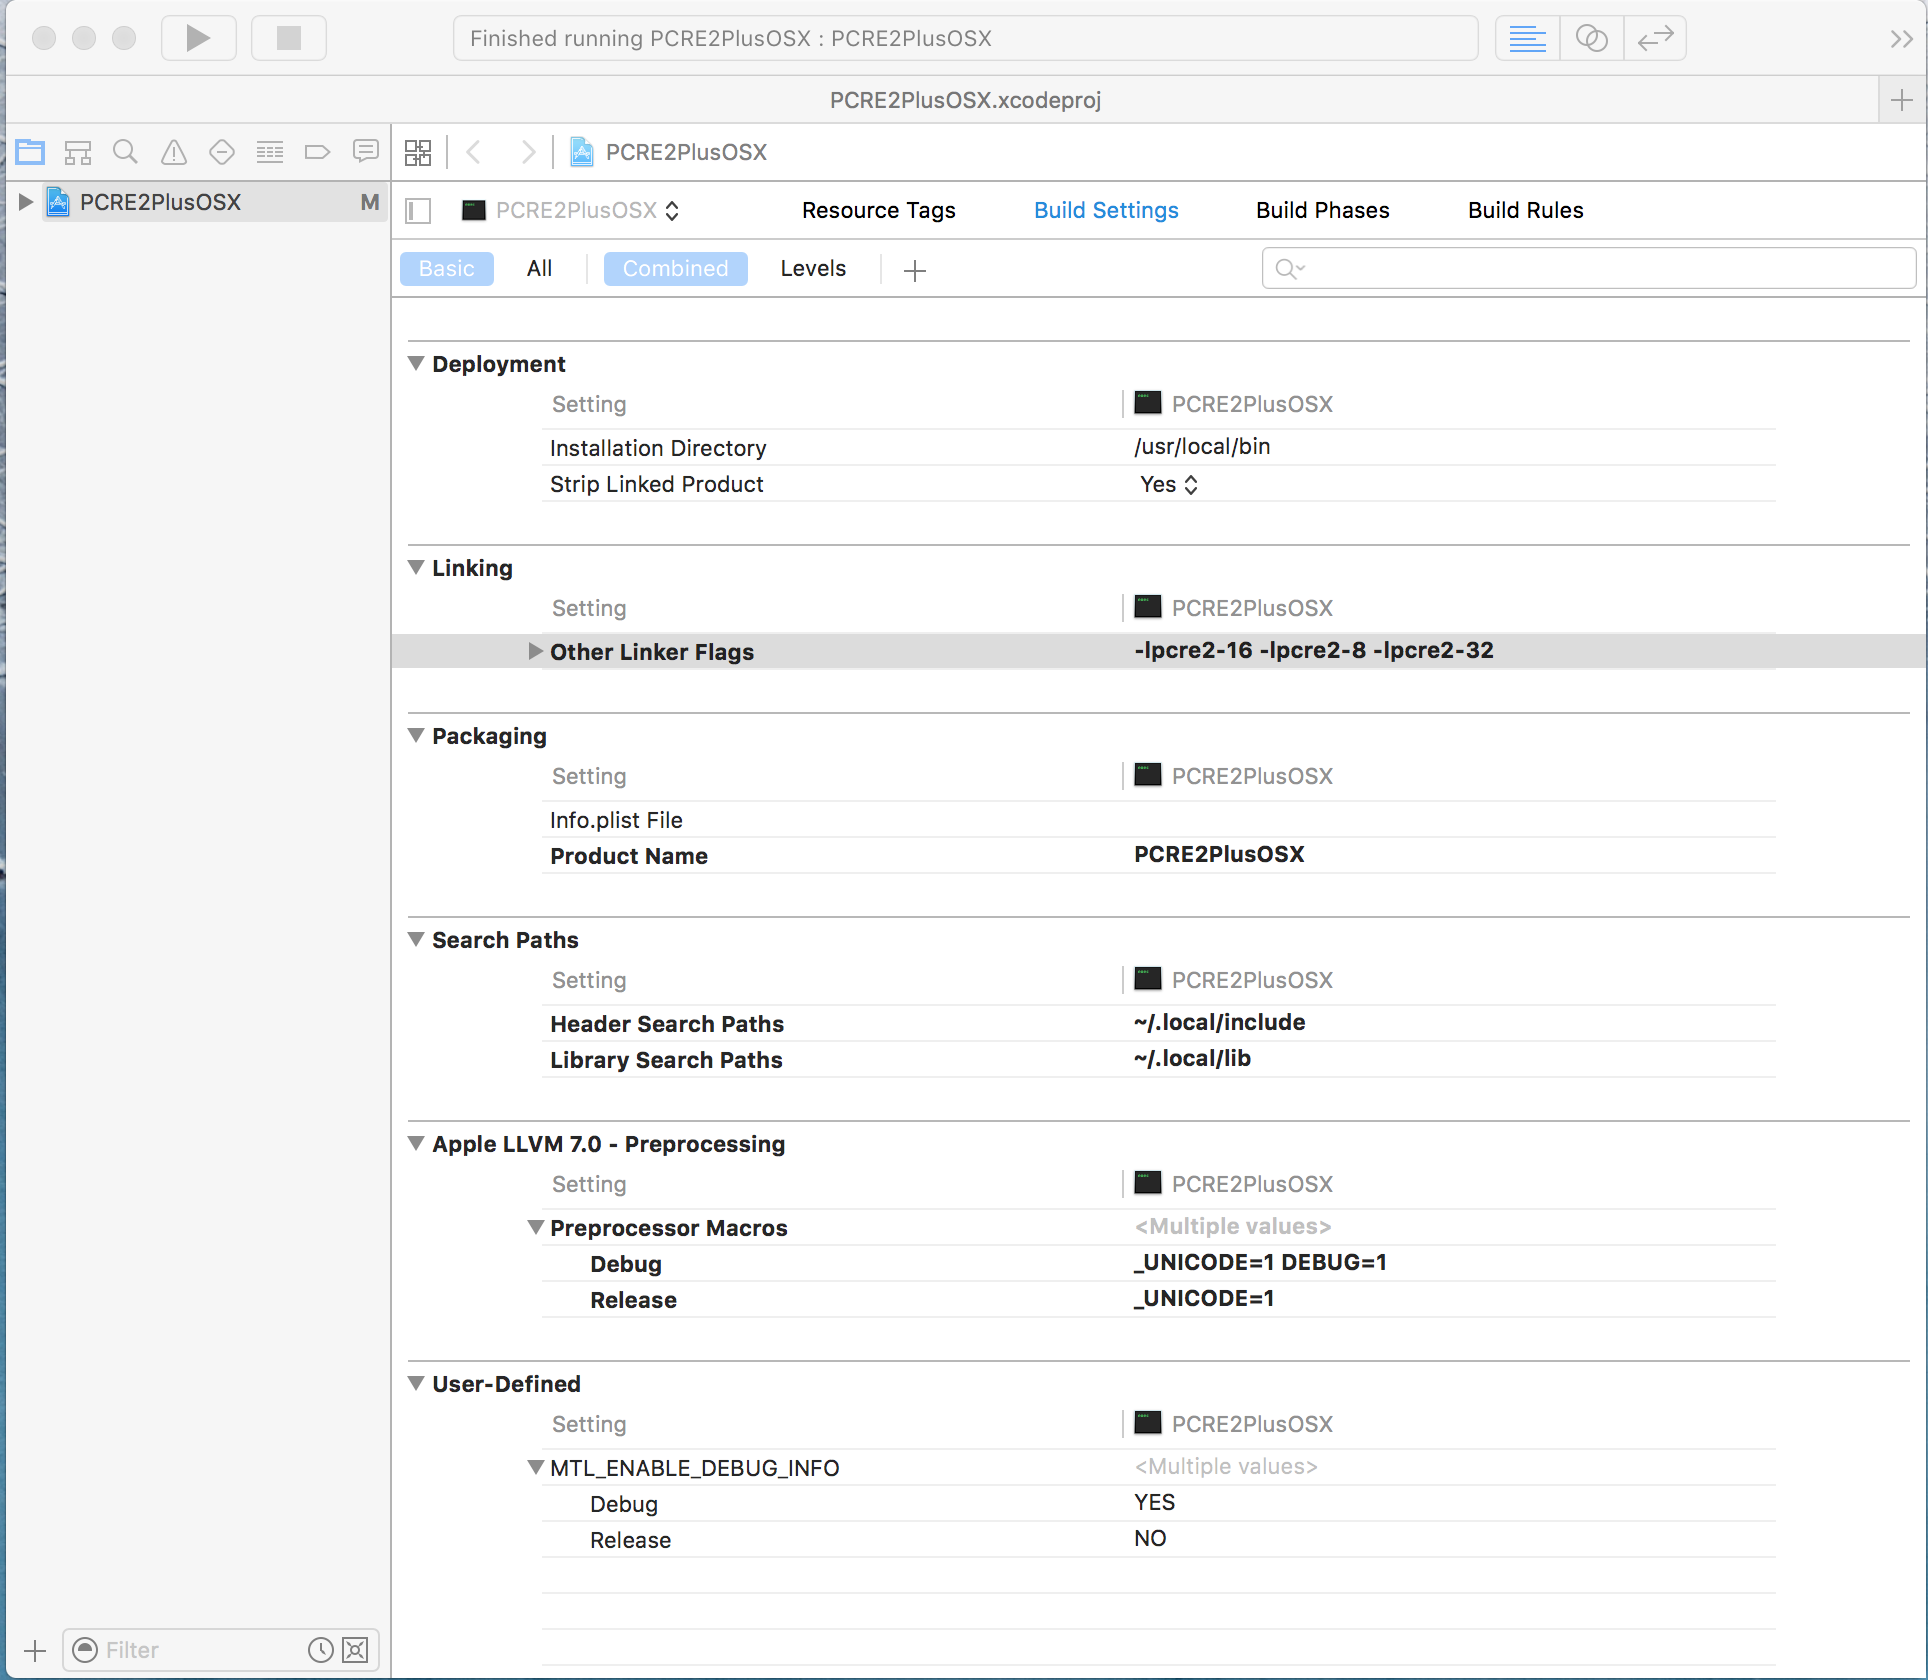 Finished running PCRE2PlusOSX : PCRE2PlusOSX
PCRE2PlusOSX.xcodeproj
PCRE2PlusOSX
PCRE2PlusOSX M
PCRE2PlusOSX Resource Tags Build Settings Build Phases Build Rules
Basic All Combined Levels
Deployment
Setting PCRE2PlusOSX
Installation Directory /usr/local/bin
Strip Linked Product Yes
Linking
Setting PCRE2PlusOSX
Other Linker Flags -lpcre2-16 -lpcre2-8 -lpcre2-32
Packaging
Setting PCRE2PlusOSX
Info.plist File
Product Name PCRE2PlusOSX
Search Paths
Setting PCRE2PlusOSX
Header Search Paths ~/.local/include
Library Search Paths ~/.local/lib
Apple LLVM 7.0 - Preprocessing
Setting PCRE2PlusOSX
Preprocessor Macros <Multiple values>
Debug _UNICODE=1 DEBUG=1
Release _UNICODE=1
User-Defined
Setting PCRE2PlusOSX
MTL_ENABLE_DEBUG_INFO <Multiple values>
Debug YES
Release NO
Filter